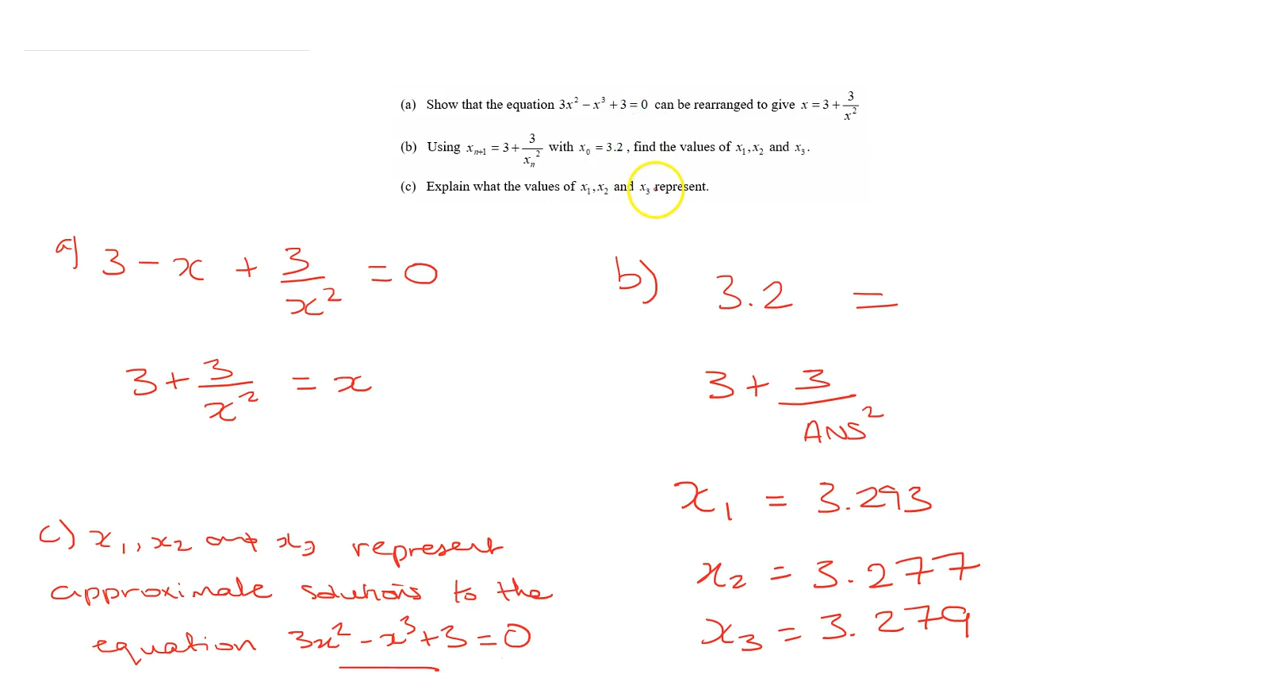 (a) Show that the equation 3x² − x³ + 3 = 0 can be rearranged to give x = 3 + 3/x²
(b) Using xₙ₊₁ = 3 + 3/xₙ² with x₀ = 3.2, find the values of x₁, x₂ and x₃.
(c) Explain what the values of x₁, x₂ and x₃ represent.
a) 3 − x + 3/x² = 0
3 + 3/x² = x
b) 3.2 =
3 + 3/ANS²
x₁ = 3.293
x₂ = 3.277
x₃ = 3.279
c) x₁, x₂ and x₃ represent
approximate solutions to the
equation 3x² − x³ + 3 = 0